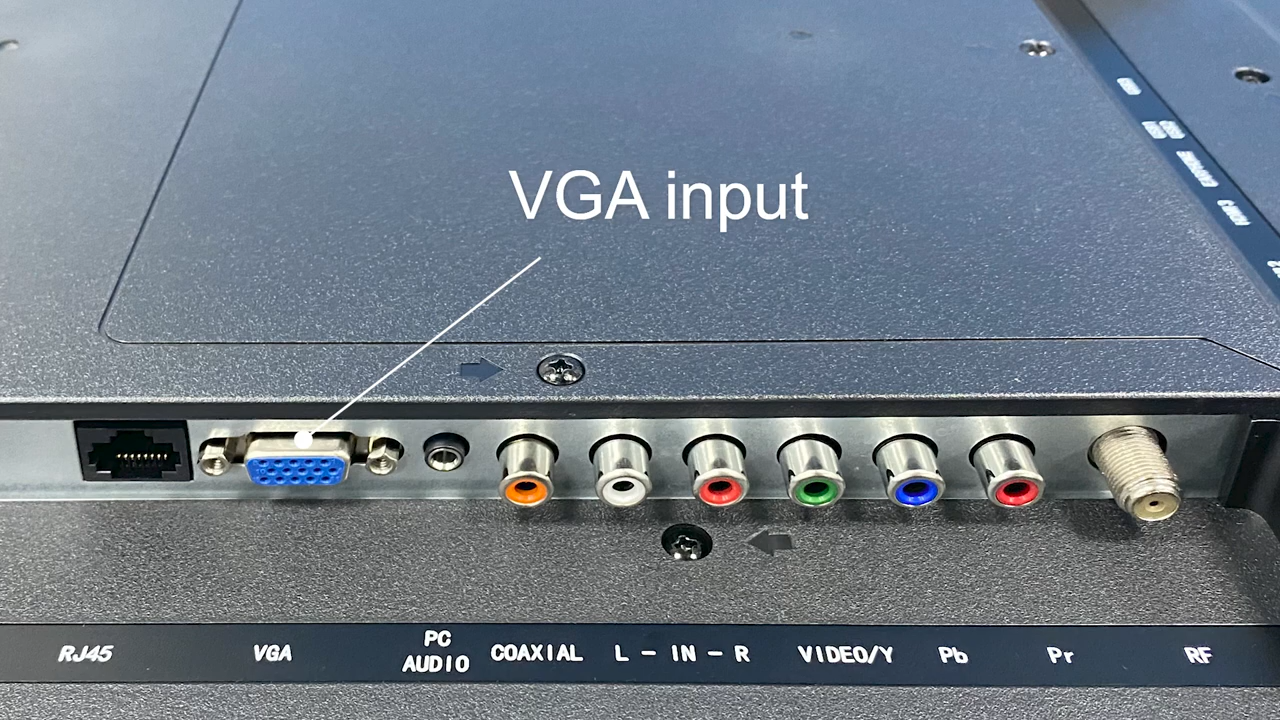 VGA input
RJ45
VGA
PC
AUDIO
COAXIAL
L - IN - R
VIDEO/Y
Pb
Pr
RF